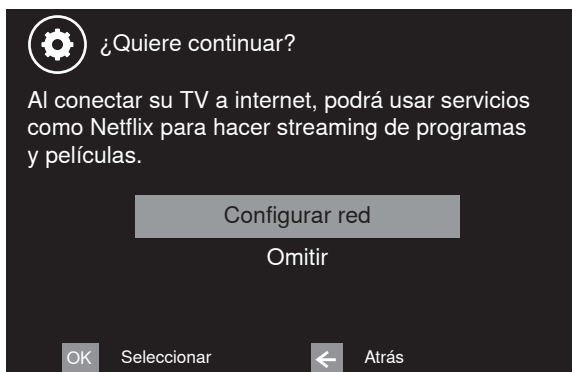 ¿Quiere continuar?
Al conectar su TV a internet, podrá usar servicios
como Netflix para hacer streaming de programas
y películas.
Configurar red
Omitir
OK Seleccionar Atrás